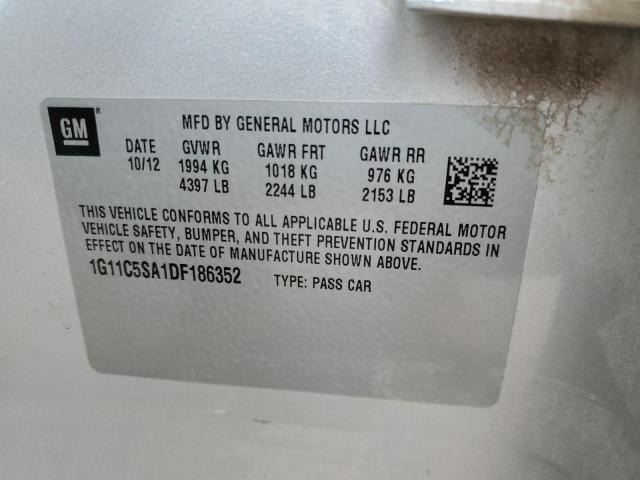 GM
MFD BY GENERAL MOTORS LLC
DATE GVWR GAWR FRT GAWR RR
10/12 1994 KG 1018 KG 976 KG
4397 LB 2244 LB 2153 LB
THIS VEHICLE CONFORMS TO ALL APPLICABLE U.S. FEDERAL MOTOR
VEHICLE SAFETY, BUMPER, AND THEFT PREVENTION STANDARDS IN
EFFECT ON THE DATE OF MANUFACTURE SHOWN ABOVE.
1G11C5SA1DF186352 TYPE: PASS CAR